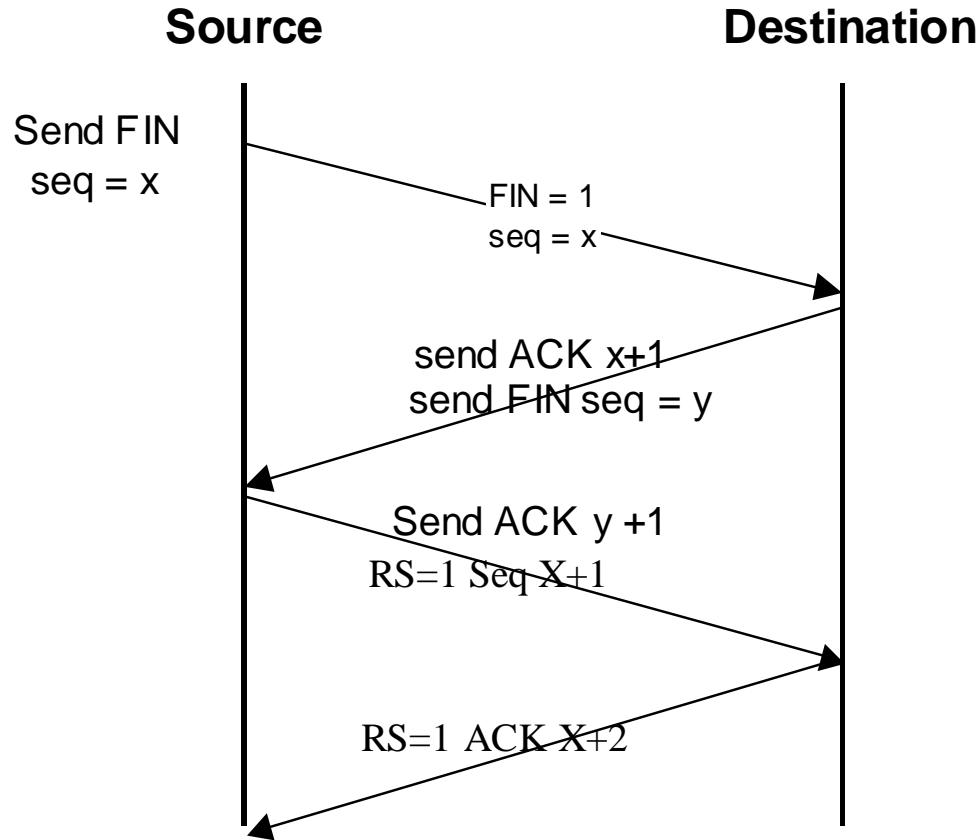 Source
Destination
Send FIN
seq = x
FIN = 1
seq = x
send ACK x+1
send FIN seq = y
Send ACK y +1
RS=1 Seq X+1
RS=1 ACK X+2